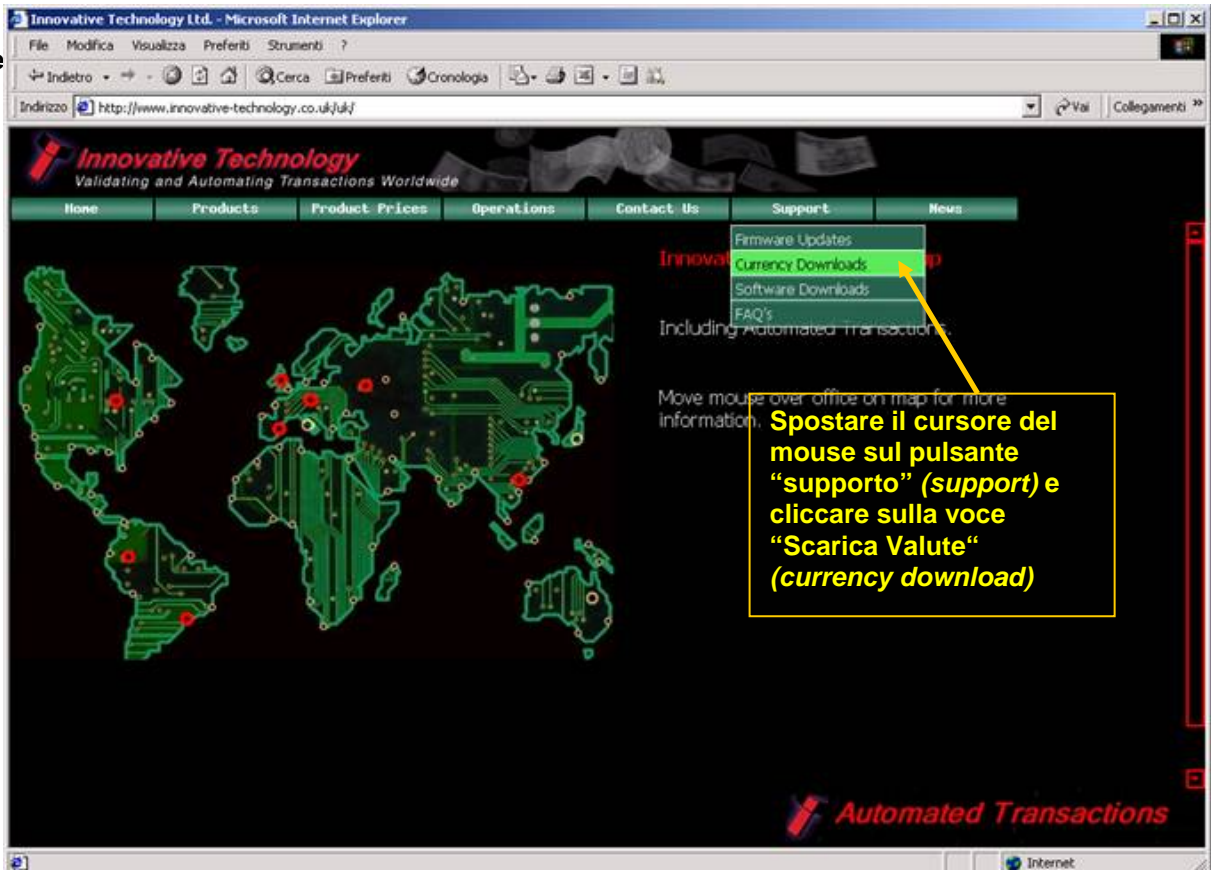 Innovative Technology Ltd. - Microsoft Internet Explorer
File Modifica Visualizza Preferiti Strumenti ?
e
Indietro Cerca Preferiti Cronologia
Indirizzo http://www.innovative-technology.co.uk/uk/ Vai Collegamenti »
Innovative Technology
Validating and Automating Transactions Worldwide
Home Products Product Prices Operations Contact Us Support News
Firmware Updates
Currency Downloads
Software Downloads
FAQ's
Innovat p
Including Automated Transactions.
Move mouse over office on map for more
information.
Spostare il cursore del
mouse sul pulsante
“supporto” (support) e
cliccare sulla voce
“Scarica Valute“
(currency download)
Automated Transactions
Internet